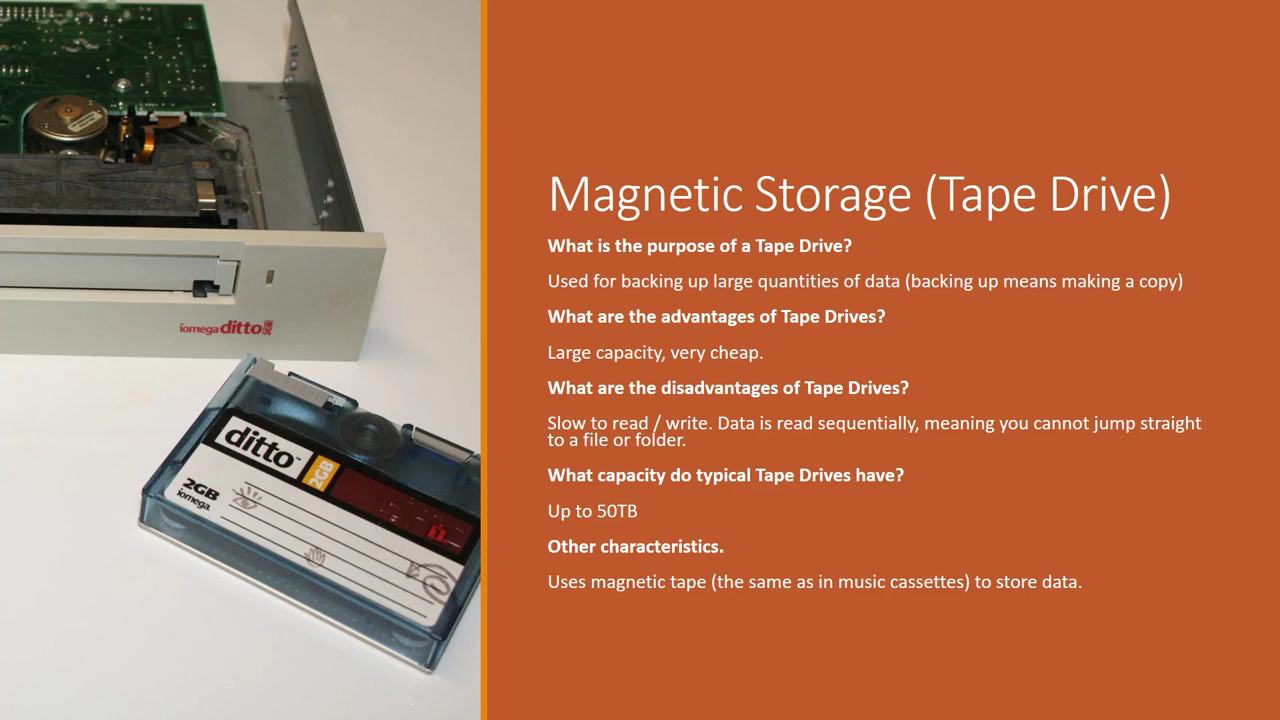 iomega ditto
ditto™
2GB
2GB
iomega
Magnetic Storage (Tape Drive)
What is the purpose of a Tape Drive?
Used for backing up large quantities of data (backing up means making a copy)
What are the advantages of Tape Drives?
Large capacity, very cheap.
What are the disadvantages of Tape Drives?
Slow to read / write. Data is read sequentially, meaning you cannot jump straight
to a file or folder.
What capacity do typical Tape Drives have?
Up to 50TB
Other characteristics.
Uses magnetic tape (the same as in music cassettes) to store data.